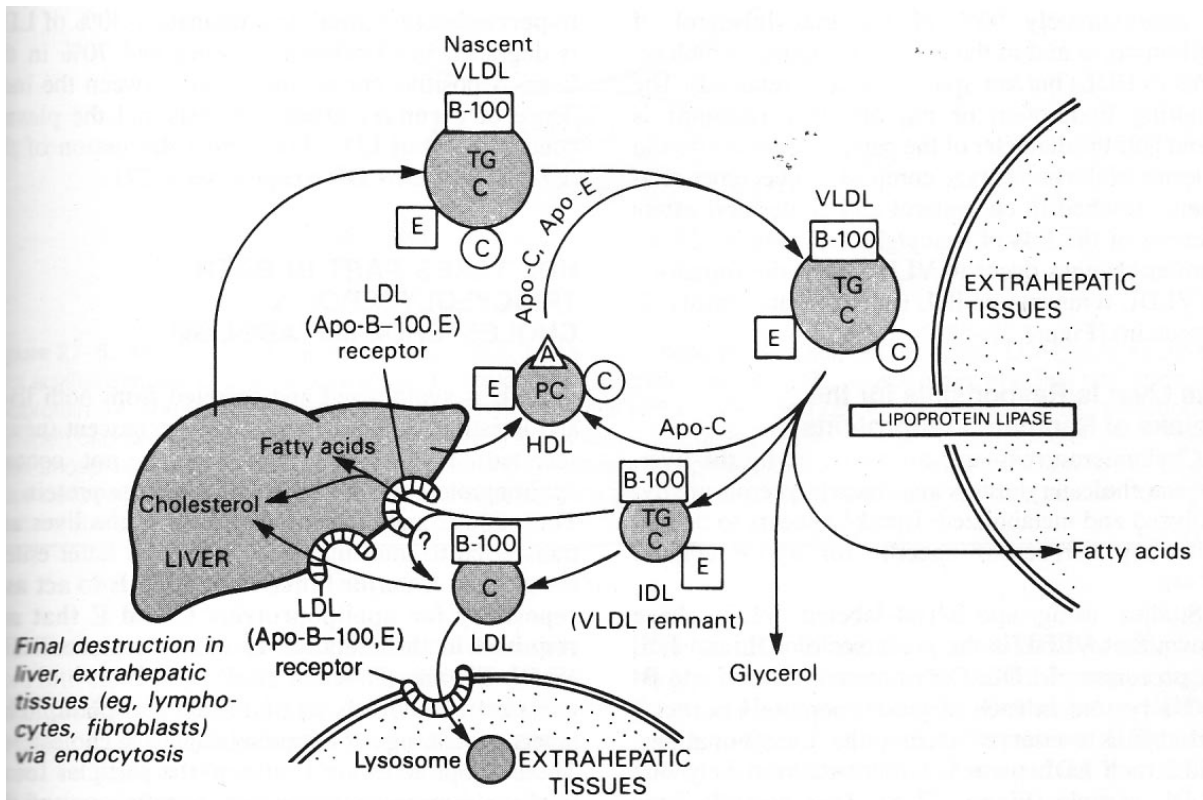 Nascent
VLDL
B-100
TG
C
E
C
Apo-C, Apo-E
VLDL
B-100
TG
C
E
C
EXTRAHEPATIC
TISSUES
LDL
(Apo-B–100,E)
receptor
A
E
PC
C
HDL
Apo-C
LIPOPROTEIN LIPASE
Fatty acids
Cholesterol
LIVER
?
B-100
C
LDL
B-100
TG
C
E
IDL
(VLDL remnant)
Fatty acids
Glycerol
LDL
(Apo-B–100,E)
receptor
Final destruction in
liver, extrahepatic
tissues (eg, lympho-
cytes, fibroblasts)
via endocytosis
Lysosome
EXTRAHEPATIC
TISSUES